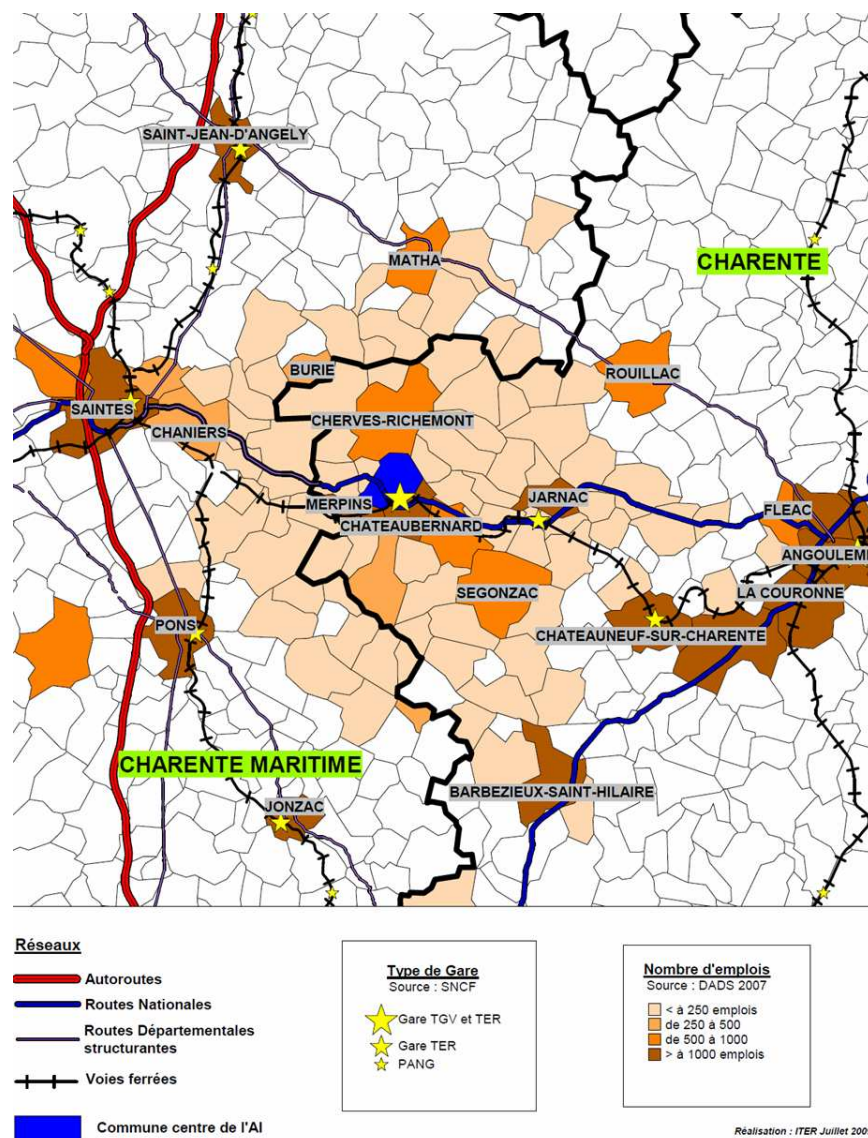 SAINT-JEAN-D'ANGELY
MATHA
CHARENTE
BURIE
ROUILLAC
SAINTES
CHERVES-RICHEMONT
CHANIERS
MERPINS
JARNAC
CHATEAUBERNARD
FLEAC
ANGOULEME
SEGONZAC
LA COURONNE
PONS
CHATEAUNEUF-SUR-CHARENTE
CHARENTE MARITIME
BARBEZIEUX-SAINT-HILAIRE
JONZAC
Réseaux
Autoroutes
Routes Nationales
Routes Départementales
structurantes
Voies ferrées
Commune centre de l'AI
Type de Gare
Source : SNCF
Gare TGV et TER
Gare TER
PANG
Nombre d'emplois
Source : DADS 2007
< à 250 emplois
de 250 à 500
de 500 à 1000
> à 1000 emplois
Réalisation : ITER Juillet 200